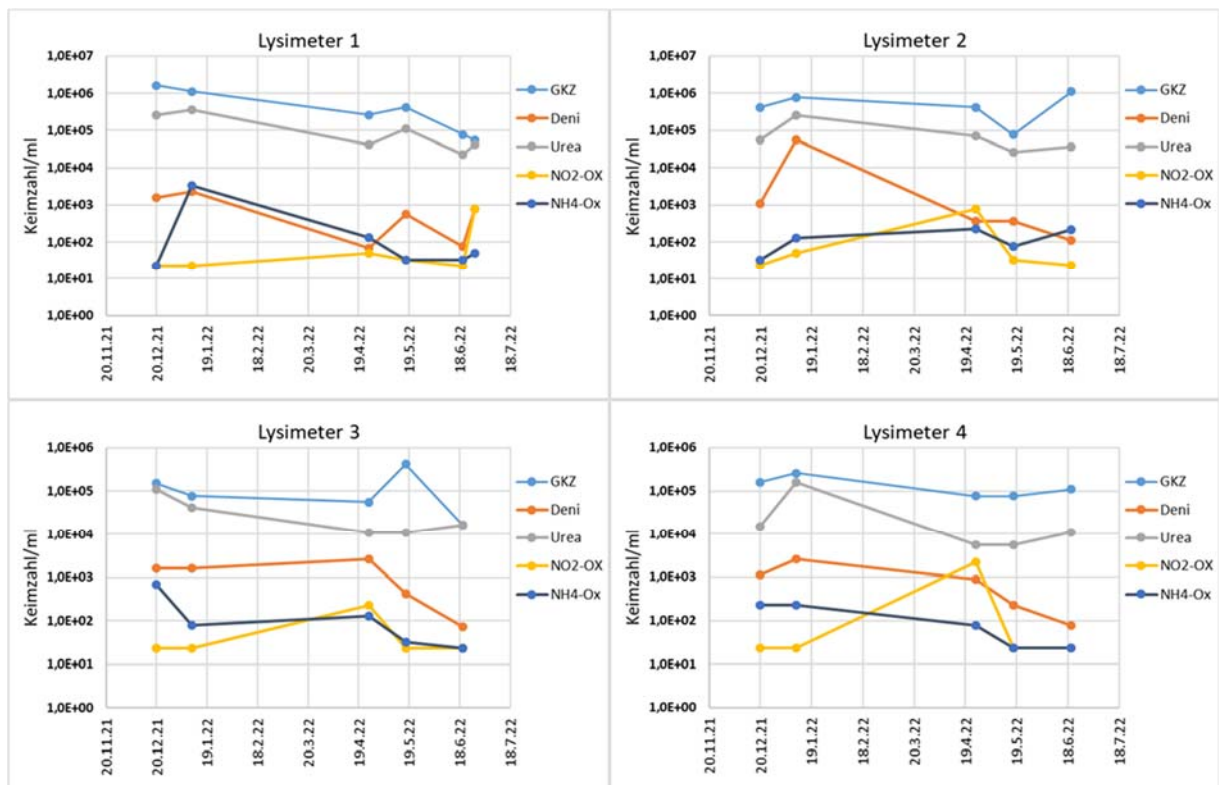 Lysimeter 1
Keimzahl/ml
1,0E+07
1,0E+06
1,0E+05
1,0E+04
1,0E+03
1,0E+02
1,0E+01
1,0E+00
20.11.21
20.12.21
19.1.22
18.2.22
20.3.22
19.4.22
19.5.22
18.6.22
18.7.22
GKZ
Deni
Urea
NO2-OX
NH4-Ox
Lysimeter 2
Keimzahl/ml
1,0E+07
1,0E+06
1,0E+05
1,0E+04
1,0E+03
1,0E+02
1,0E+01
1,0E+00
20.11.21
20.12.21
19.1.22
18.2.22
20.3.22
19.4.22
19.5.22
18.6.22
18.7.22
GKZ
Deni
Urea
NO2-OX
NH4-Ox
Lysimeter 3
Keimzahl/ml
1,0E+06
1,0E+05
1,0E+04
1,0E+03
1,0E+02
1,0E+01
1,0E+00
20.11.21
20.12.21
19.1.22
18.2.22
20.3.22
19.4.22
19.5.22
18.6.22
18.7.22
GKZ
Deni
Urea
NO2-OX
NH4-Ox
Lysimeter 4
Keimzahl/ml
1,0E+06
1,0E+05
1,0E+04
1,0E+03
1,0E+02
1,0E+01
1,0E+00
20.11.21
20.12.21
19.1.22
18.2.22
20.3.22
19.4.22
19.5.22
18.6.22
18.7.22
GKZ
Deni
Urea
NO2-OX
NH4-Ox